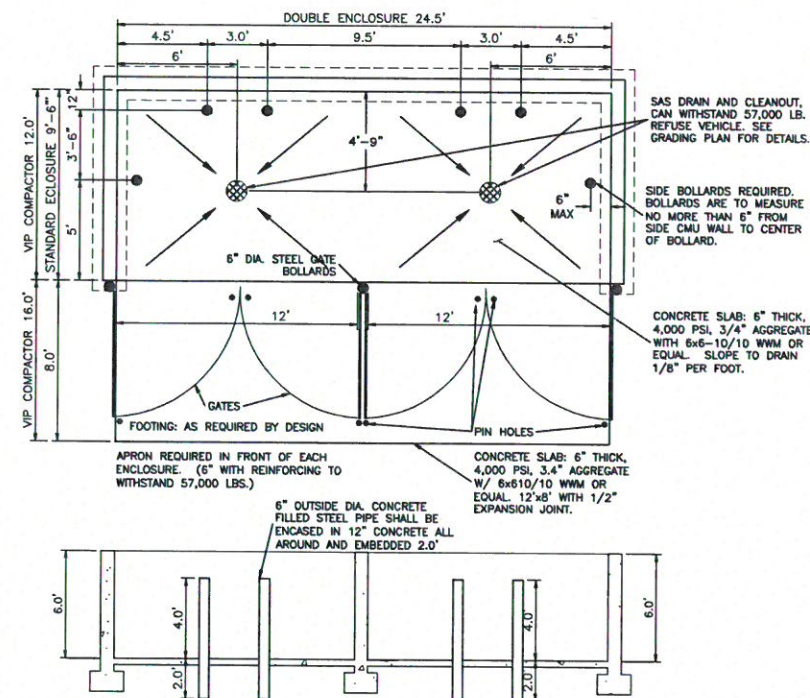 DOUBLE ENCLOSURE 24.5'
4.5' 3.0' 9.5' 3.0' 4.5'
6' 6'
VIP COMPACTOR 12.0'
STANDARD ECLOSURE 9'-6'"
12"
3'-6"
5'
4'-9"
SAS DRAIN AND CLEANOUT,
CAN WITHSTAND 57,000 LB.
REFUSE VEHICLE. SEE
GRADING PLAN FOR DETAILS.
6"
MAX
SIDE BOLLARDS REQUIRED.
BOLLARDS ARE TO MEASURE
NO MORE THAN 6" FROM
SIDE CMU WALL TO CENTER
OF BOLLARD.
6" DIA. STEEL GATE
BOLLARDS
VIP COMPACTOR 16.0'
8.0'
12' 12'
CONCRETE SLAB: 6" THICK,
4,000 PSI, 3/4" AGGREGATE
WITH 6x6-10/10 WWM OR
EQUAL. SLOPE TO DRAIN
1/8" PER FOOT.
GATES
FOOTING: AS REQUIRED BY DESIGN
PIN HOLES
APRON REQUIRED IN FRONT OF EACH
ENCLOSURE. (6" WITH REINFORCING TO
WITHSTAND 57,000 LBS.)
CONCRETE SLAB: 6" THICK,
4,000 PSI, 3.4" AGGREGATE
W/ 6x610/10 WWM OR
EQUAL. 12'x8' WITH 1/2"
EXPANSION JOINT.
6" OUTSIDE DIA. CONCRETE
FILLED STEEL PIPE SHALL BE
ENCASED IN 12" CONCRETE ALL
AROUND AND EMBEDDED 2.0'
6.0' 4.0' 4.0' 6.0'
2.0' 2.0'